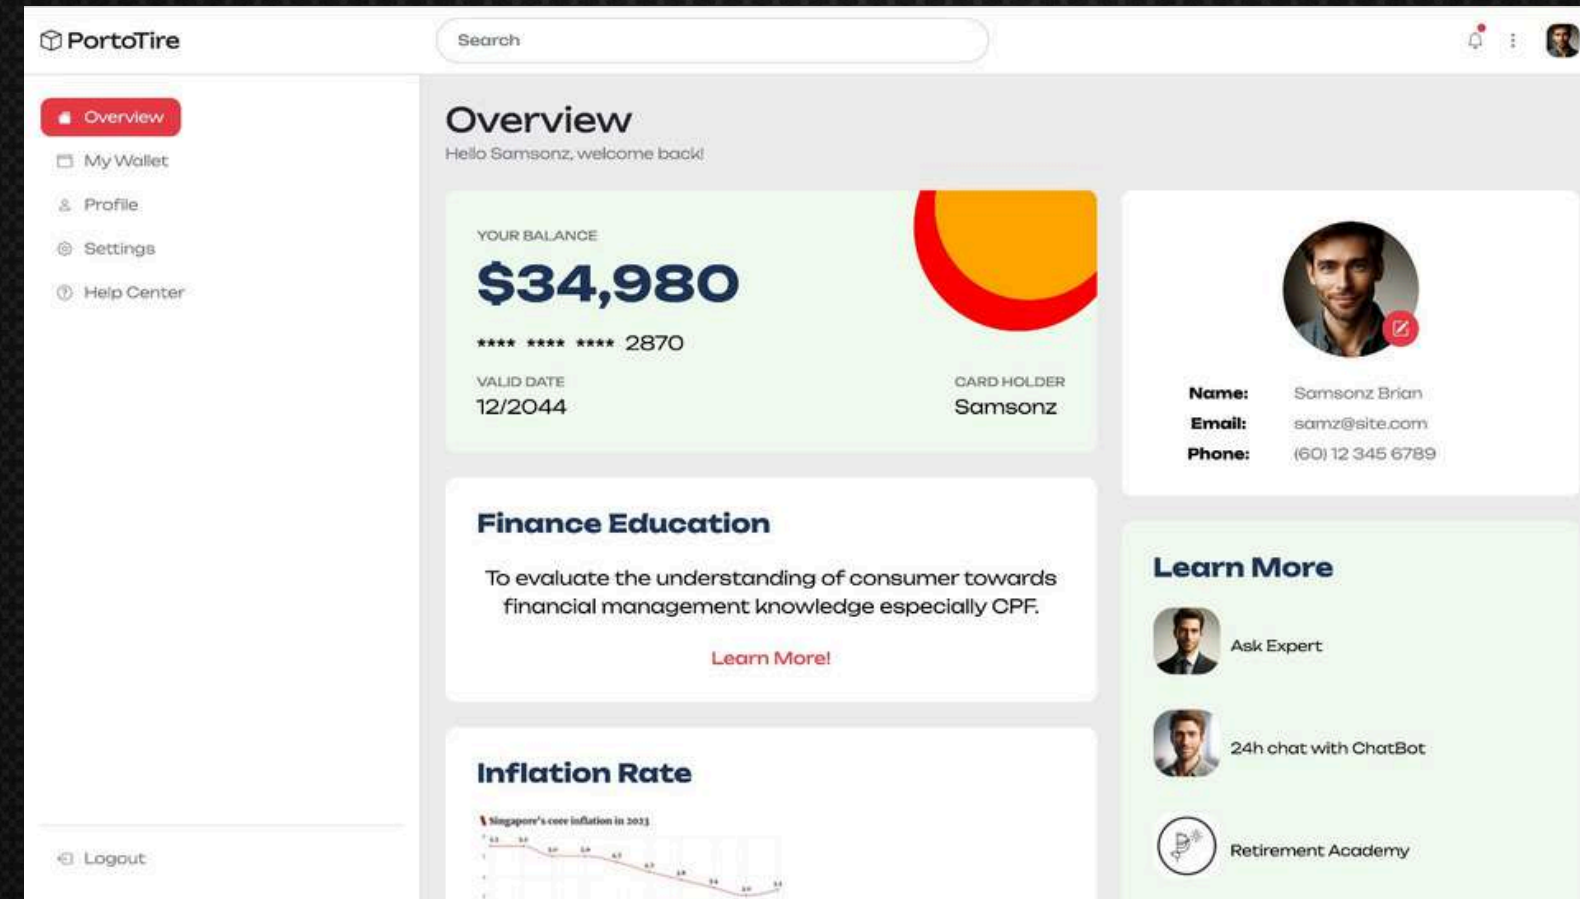 PortoTire
Search
Overview
My Wallet
Profile
Settings
Help Center
Logout
Overview
Hello Samsonz, welcome back!
YOUR BALANCE
$34,980
**** **** **** 2870
VALID DATE
12/2044
CARD HOLDER
Samsonz
Finance Education
To evaluate the understanding of consumer towards
financial management knowledge especially CPF.
Learn More!
Inflation Rate
Singapore's core inflation in 2023
Name: Samsonz Brian
Email: samz@site.com
Phone: (60) 12 345 6789
Learn More
Ask Expert
24h chat with ChatBot
Retirement Academy